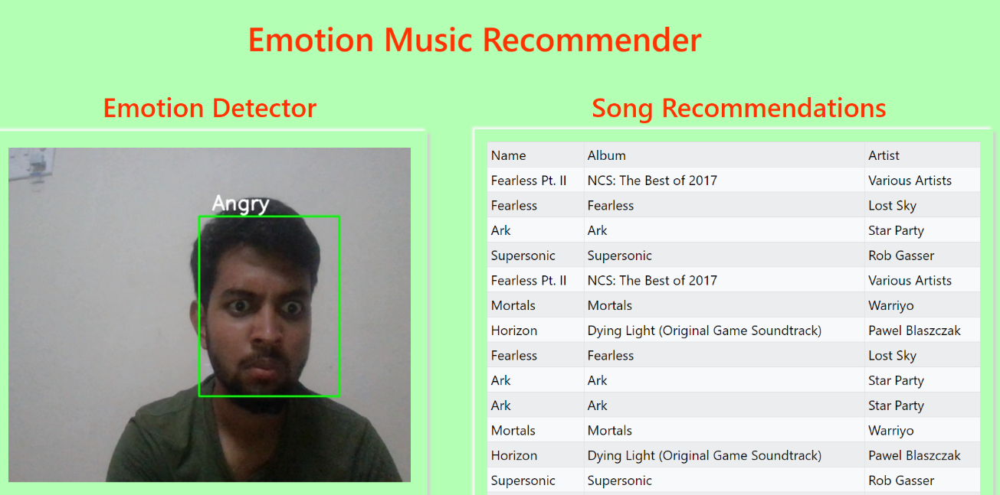 Emotion Music Recommender
Emotion Detector
Angry
Song Recommendations
Name Album Artist
Fearless Pt. II NCS: The Best of 2017 Various Artists
Fearless Fearless Lost Sky
Ark Ark Star Party
Supersonic Supersonic Rob Gasser
Fearless Pt. II NCS: The Best of 2017 Various Artists
Mortals Mortals Warriyo
Horizon Dying Light (Original Game Soundtrack) Pawel Blaszczak
Fearless Fearless Lost Sky
Ark Ark Star Party
Ark Ark Star Party
Mortals Mortals Warriyo
Horizon Dying Light (Original Game Soundtrack) Pawel Blaszczak
Supersonic Supersonic Rob Gasser